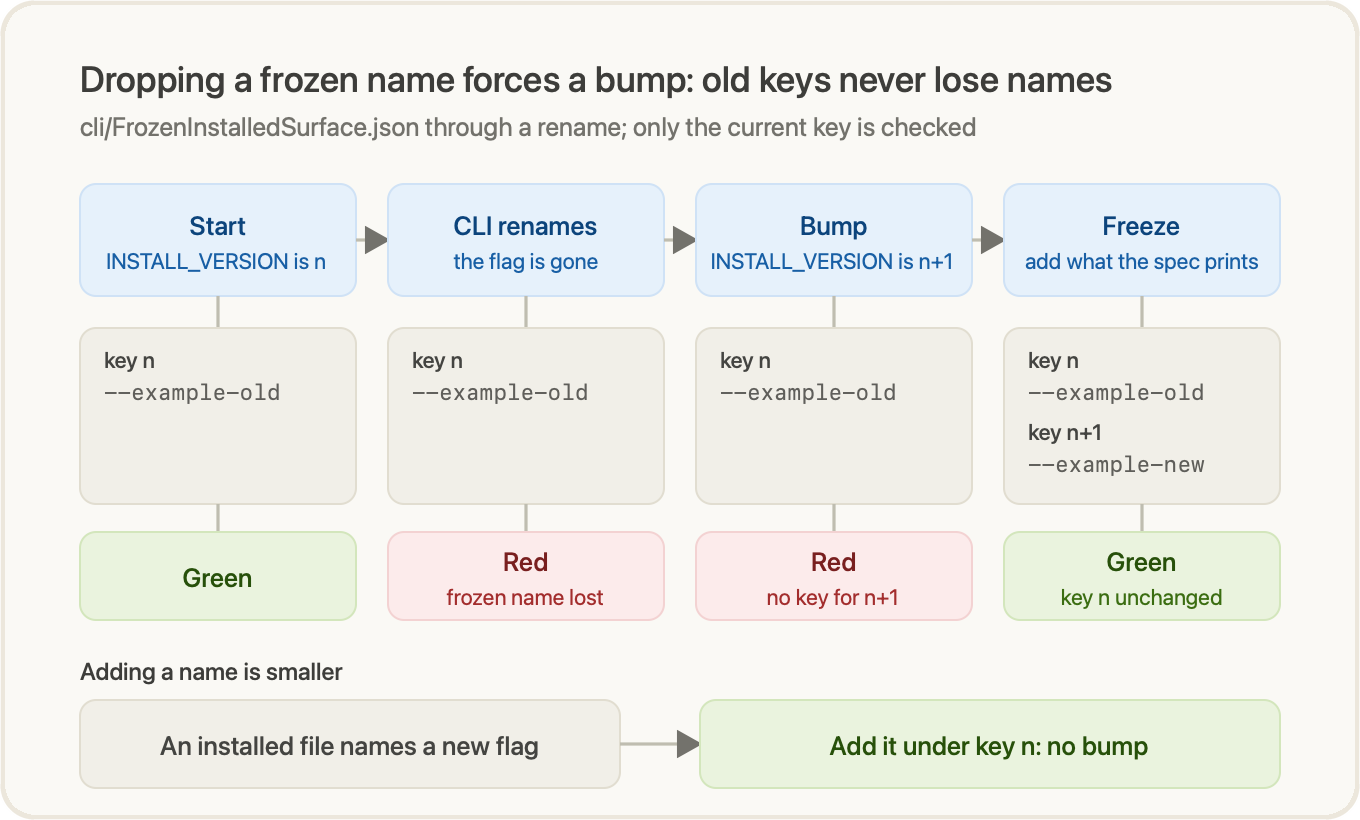 Dropping a frozen name forces a bump: old keys never lose names
cli/FrozenInstalledSurface.json through a rename; only the current key is checked
Start
INSTALL_VERSION is n
CLI renames
the flag is gone
Bump
INSTALL_VERSION is n+1
Freeze
add what the spec prints
key n
--example-old
key n
--example-old
key n
--example-old
key n
--example-old
key n+1
--example-new
Green
Red
frozen name lost
Red
no key for n+1
Green
key n unchanged
Adding a name is smaller
An installed file names a new flag
Add it under key n: no bump